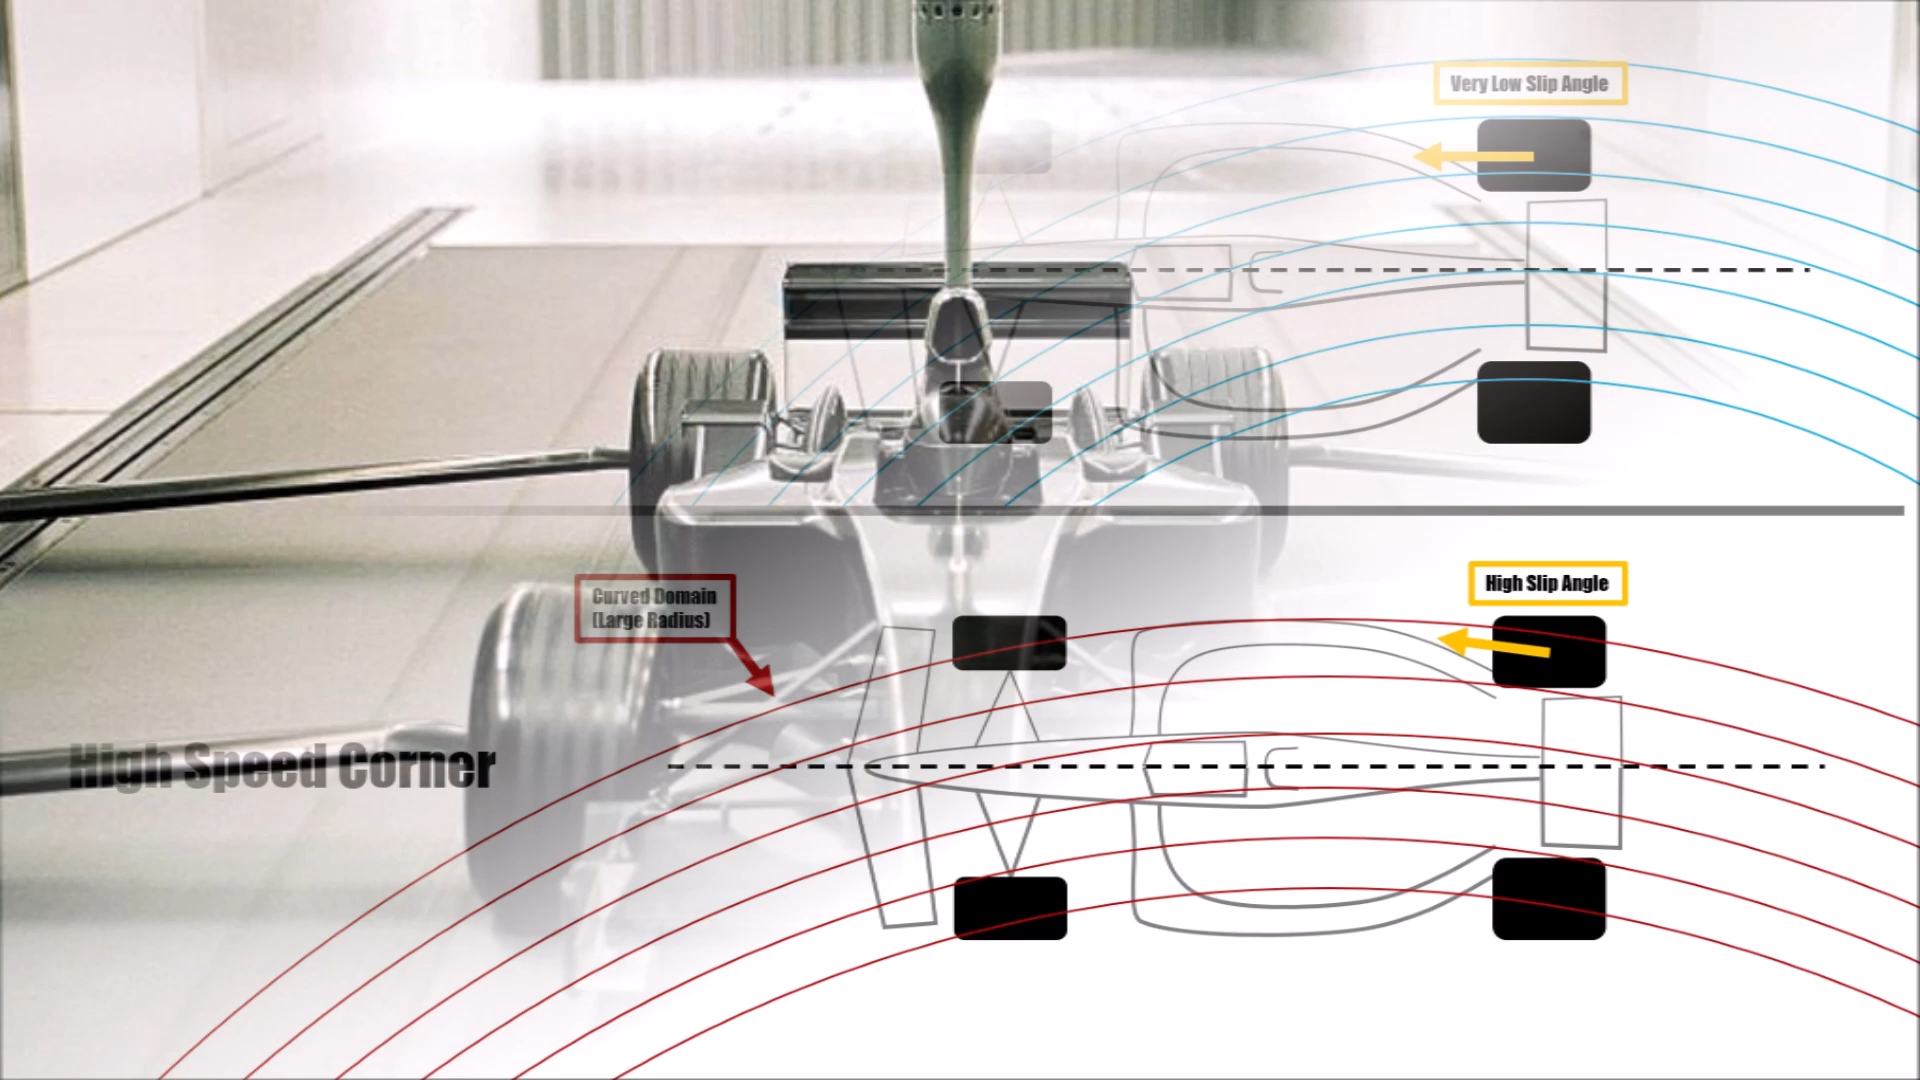 Very Low Slip Angle
High Slip Angle
Curved Domain
(Large Radius)
High Speed Corner